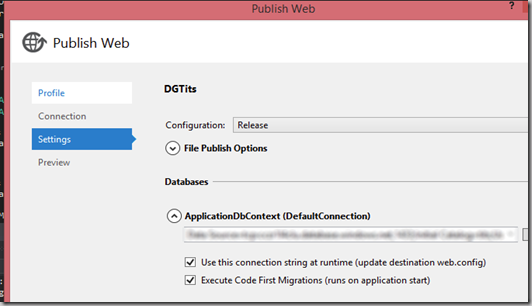 Publish Web
?
Publish Web
Profile
Connection
Settings
Preview
DGTits
Configuration: Release
File Publish Options
Databases
ApplicationDbContext (DefaultConnection)
Use this connection string at runtime (update destination web.config)
Execute Code First Migrations (runs on application start)